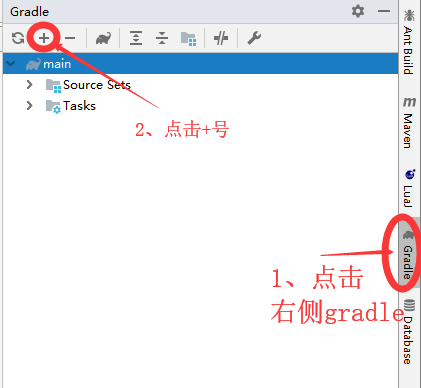 Gradle
main
Source Sets
Tasks
2、点击+号
1、点击
右侧gradle
Ant Build
Maven
LuaJ
Gradle
Database